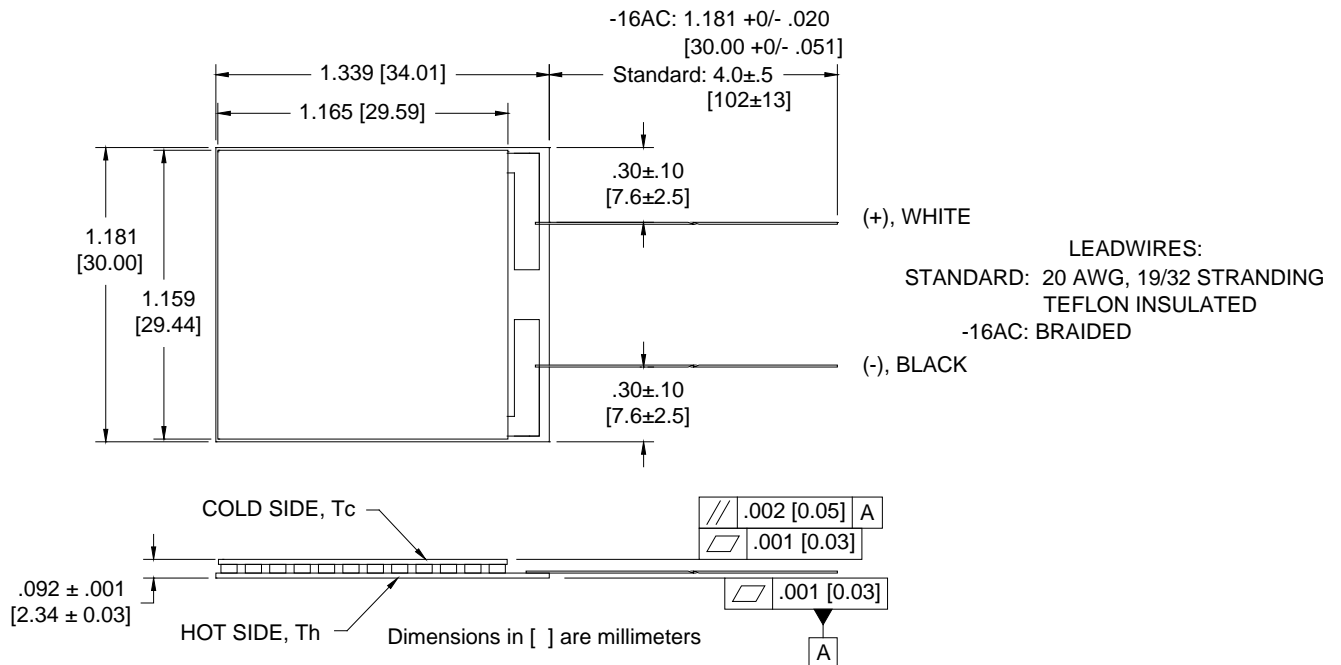 -16AC: 1.181 +0/- .020
[30.00 +0/- .051]
1.339 [34.01]
Standard: 4.0±.5
[102±13]
1.165 [29.59]
.30±.10
[7.6±2.5]
(+), WHITE
1.181
[30.00]
LEADWIRES:
STANDARD: 20 AWG, 19/32 STRANDING
TEFLON INSULATED
-16AC: BRAIDED
1.159
[29.44]
(-), BLACK
.30±.10
[7.6±2.5]
COLD SIDE, Tc
// .002 [0.05] A
.001 [0.03]
.092 ± .001
[2.34 ± 0.03]
.001 [0.03]
HOT SIDE, Th
Dimensions in [ ] are millimeters
A